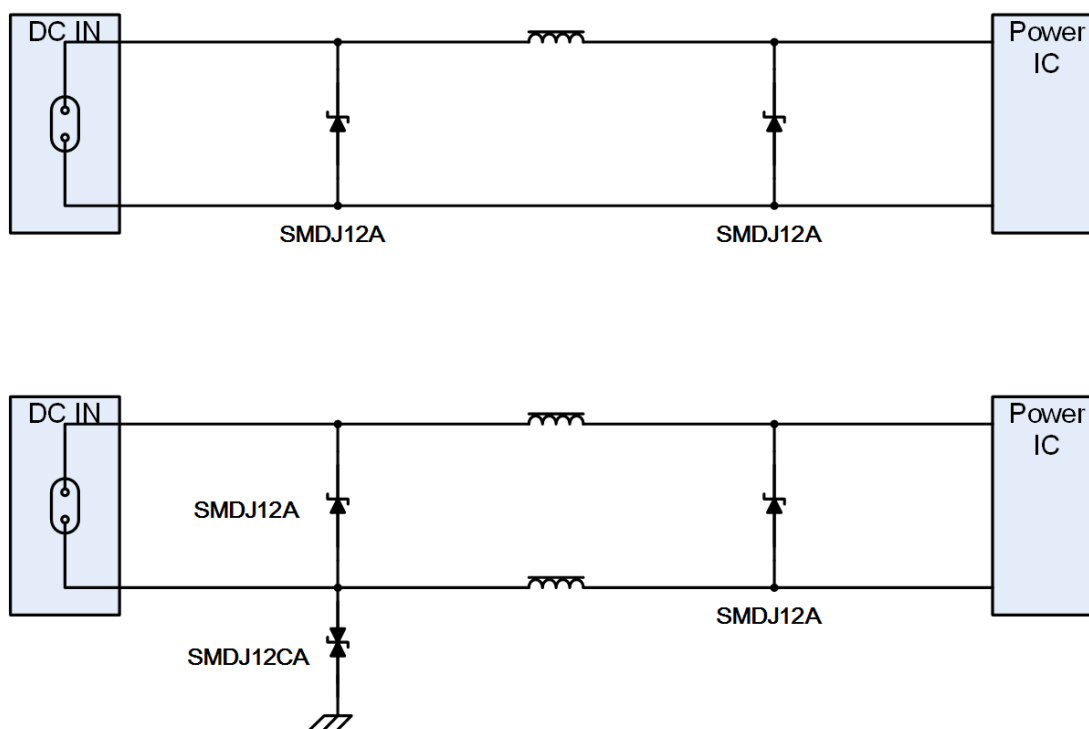 DC IN
Power
IC
SMDJ12A
SMDJ12A
DC IN
Power
IC
SMDJ12A
SMDJ12A
SMDJ12CA